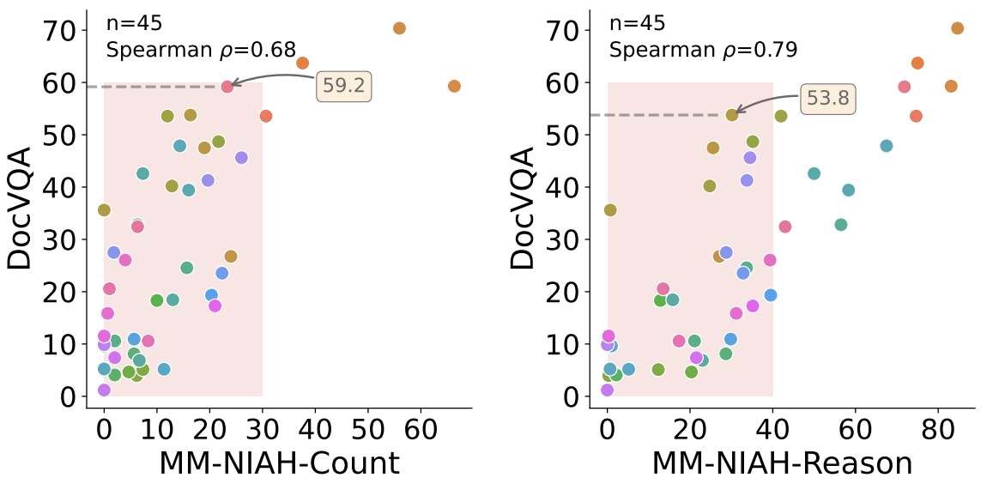 n=45
Spearman ρ=0.68
59.2
DocVQA
70
60
50
40
30
20
10
0
0 10 20 30 40 50 60
MM-NIAH-Count
n=45
Spearman ρ=0.79
53.8
DocVQA
70
60
50
40
30
20
10
0
0 20 40 60 80
MM-NIAH-Reason